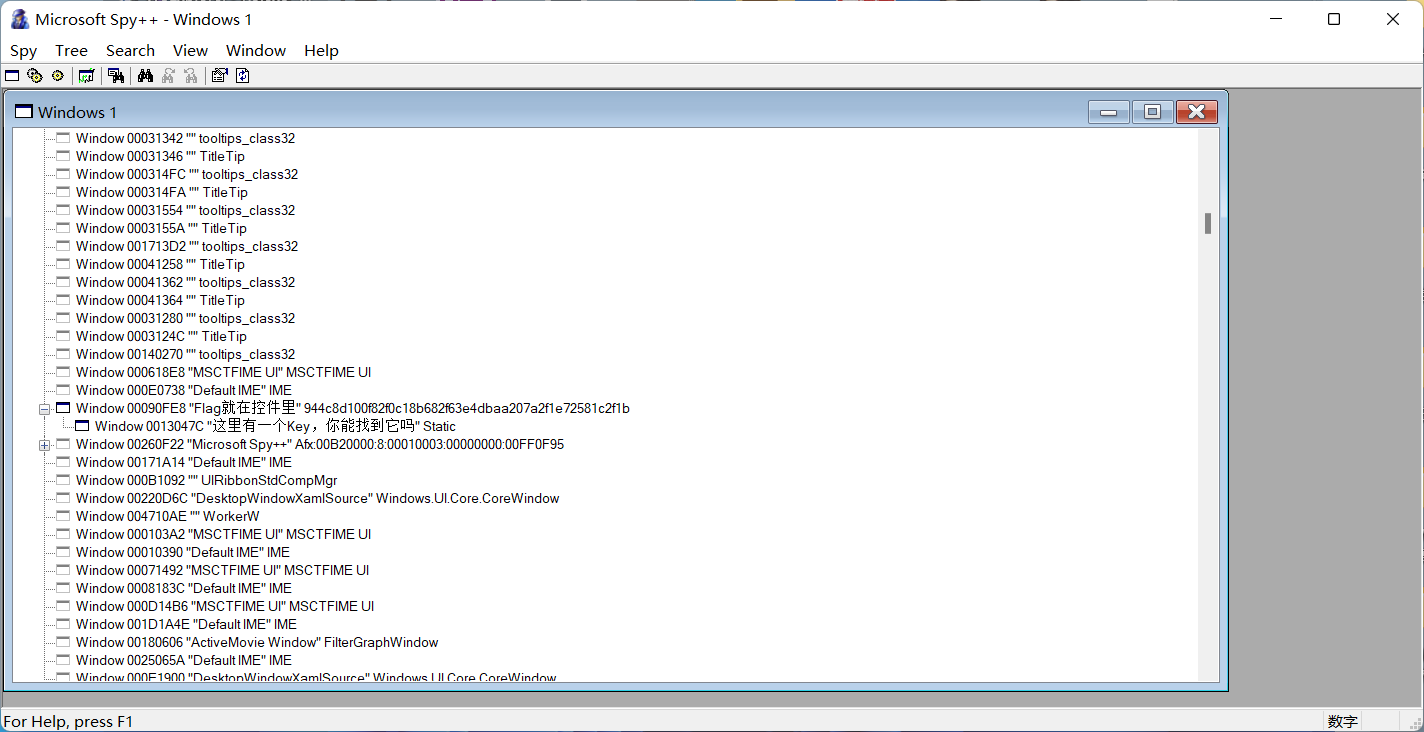 Microsoft Spy++ - Windows 1
Spy Tree Search View Window Help
Windows 1
Window 00031342 "" tooltips_class32
Window 00031346 "" TitleTip
Window 000314FC "" tooltips_class32
Window 000314FA "" TitleTip
Window 00031554 "" tooltips_class32
Window 0003155A "" TitleTip
Window 001713D2 "" tooltips_class32
Window 00041258 "" TitleTip
Window 00041362 "" tooltips_class32
Window 00041364 "" TitleTip
Window 00031280 "" tooltips_class32
Window 0003124C "" TitleTip
Window 00140270 "" tooltips_class32
Window 000618E8 "MSCTFIME UI" MSCTFIME UI
Window 000E0738 "Default IME" IME
Window 00090FE8 "Flag就在控件里" 944c8d100f82f0c18b682f63e4dbaa207a2f1e72581c2f1b
Window 0013047C "这里有一个Key，你能找到它吗" Static
Window 00260F22 "Microsoft Spy++" Afx:00B20000:8:00010003:00000000:00FF0F95
Window 00171A14 "Default IME" IME
Window 000B1092 "" UIRibbonStdCompMgr
Window 00220D6C "DesktopWindowXamlSource" Windows.UI.Core.CoreWindow
Window 004710AE "" WorkerW
Window 000103A2 "MSCTFIME UI" MSCTFIME UI
Window 00010390 "Default IME" IME
Window 00071492 "MSCTFIME UI" MSCTFIME UI
Window 0008183C "Default IME" IME
Window 000D14B6 "MSCTFIME UI" MSCTFIME UI
Window 001D1A4E "Default IME" IME
Window 00180606 "ActiveMovie Window" FilterGraphWindow
Window 0025065A "Default IME" IME
Window 000E1900 "DesktopWindowXamlSource" Windows.UI.Core.CoreWindow
For Help, press F1
数字